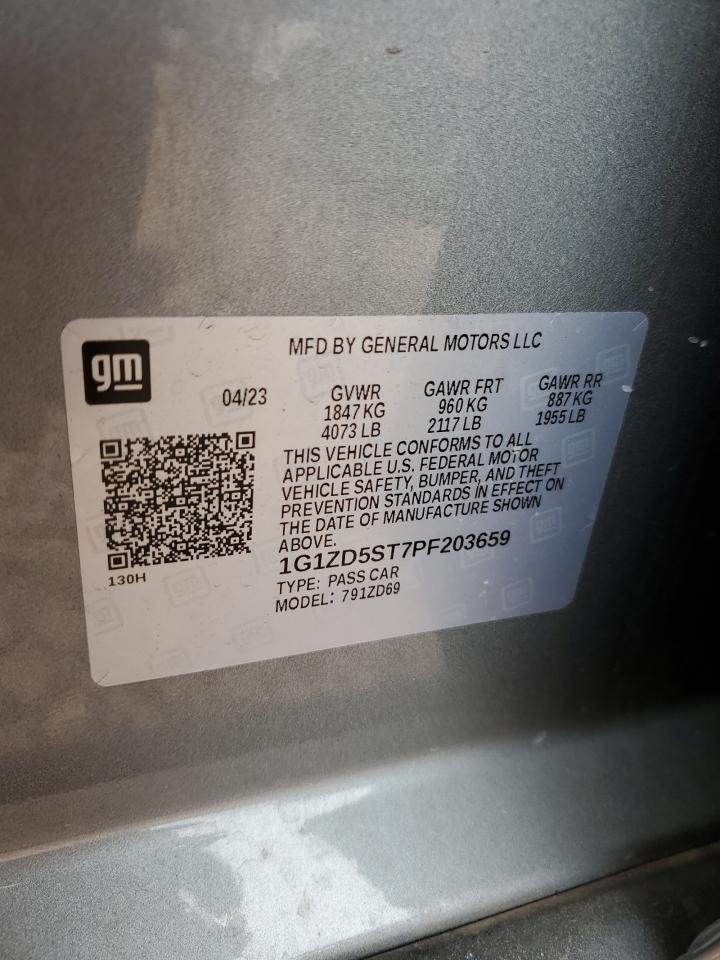 gm
MFD BY GENERAL MOTORS LLC
04/23
GVWR
1847 KG
4073 LB
GAWR FRT
960 KG
2117 LB
GAWR RR
887 KG
1955 LB
THIS VEHICLE CONFORMS TO ALL
APPLICABLE U.S. FEDERAL MOTOR
VEHICLE SAFETY, BUMPER, AND THEFT
PREVENTION STANDARDS IN EFFECT ON
THE DATE OF MANUFACTURE SHOWN
ABOVE.
1G1ZD5ST7PF203659
TYPE: PASS CAR
MODEL: 791ZD69
130H